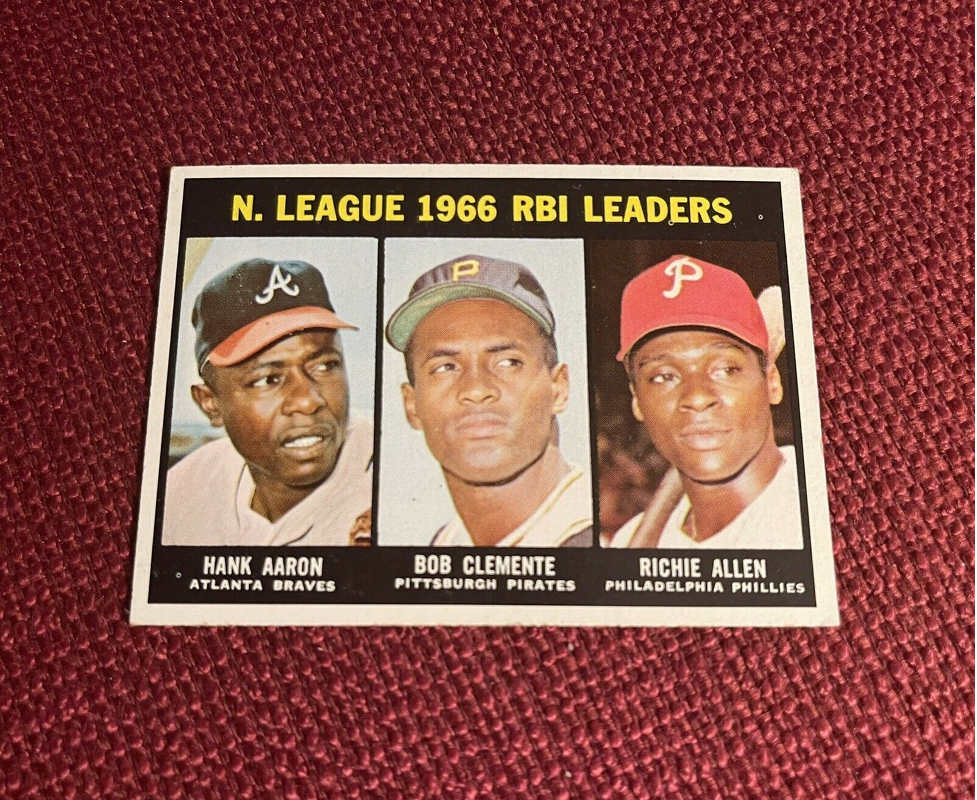 N. LEAGUE 1966 RBI LEADERS
A
P
P
HANK AARON
ATLANTA BRAVES
BOB CLEMENTE
PITTSBURGH PIRATES
RICHIE ALLEN
PHILADELPHIA PHILLIES